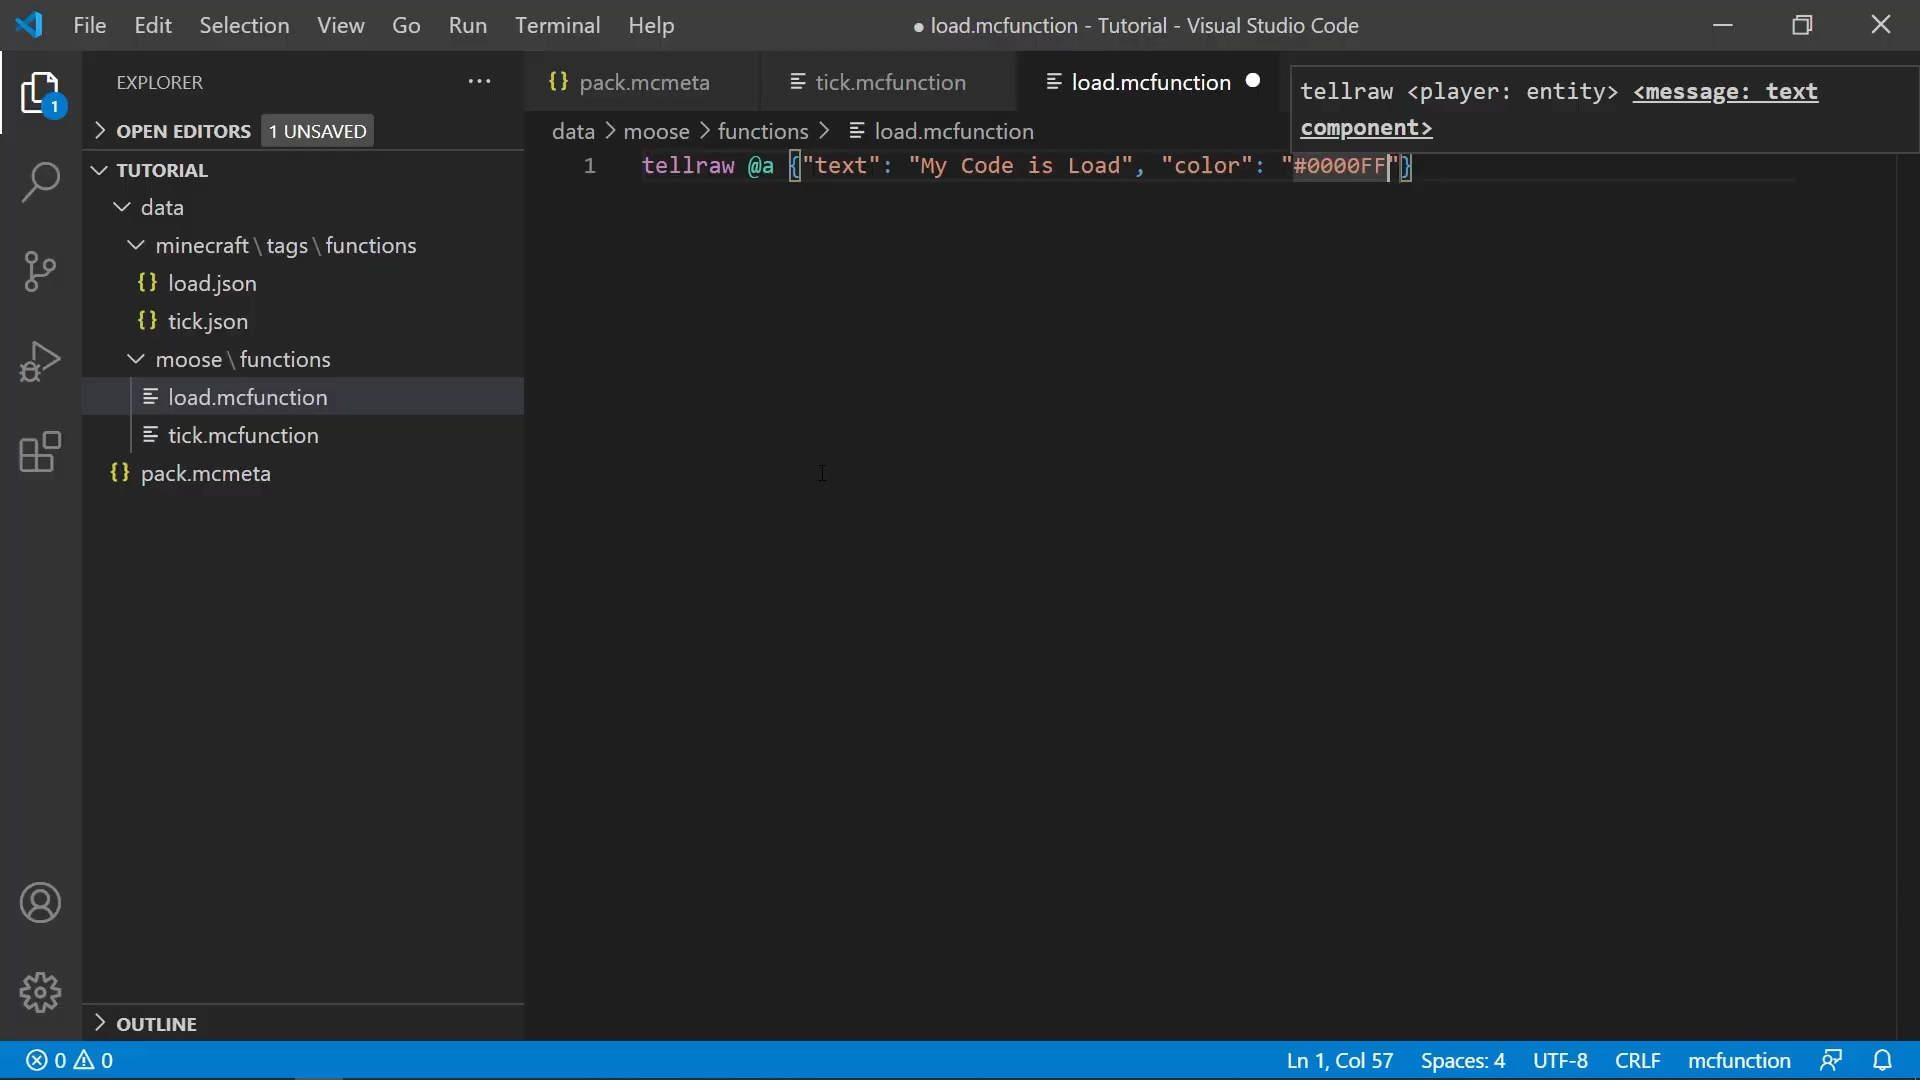 File Edit Selection View Go Run Terminal Help
● load.mcfunction - Tutorial - Visual Studio Code
EXPLORER
1
OPEN EDITORS 1 UNSAVED
TUTORIAL
data
minecraft \ tags \ functions
{} load.json
{} tick.json
moose \ functions
load.mcfunction
tick.mcfunction
{} pack.mcmeta
OUTLINE
{} pack.mcmeta tick.mcfunction load.mcfunction ●
data > moose > functions > load.mcfunction
tellraw <player: entity> <message: text
component>
1 tellraw @a {"text": "My Code is Load", "color": "#0000FF"}
0 0 Ln 1, Col 57 Spaces: 4 UTF-8 CRLF mcfunction